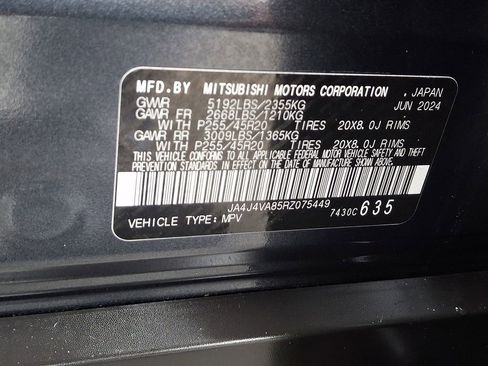 MFD.BY MITSUBISHI MOTORS CORPORATION . JAPAN
GVWR 5192LBS/2355KG JUN 2024
GAWR FR 2668LBS/1210KG
WITH P255/45R20 TIRES 20X8.0J RIMS
GAWR RR 3009LBS/1365KG
WITH P255/45R20 TIRES 20X8.0J RIMS
THIS VEHICLE CONFORMS TO ALL APPLICABLE FEDERAL MOTOR VEHICLE SAFETY AND THEFT
PREVENTION STANDARDS IN EFFECT ON THE DATE OF MANUFACTURE SHOWN ABOVE.
JA4J4VA85RZ075449
VEHICLE TYPE: MPV 7430C 635